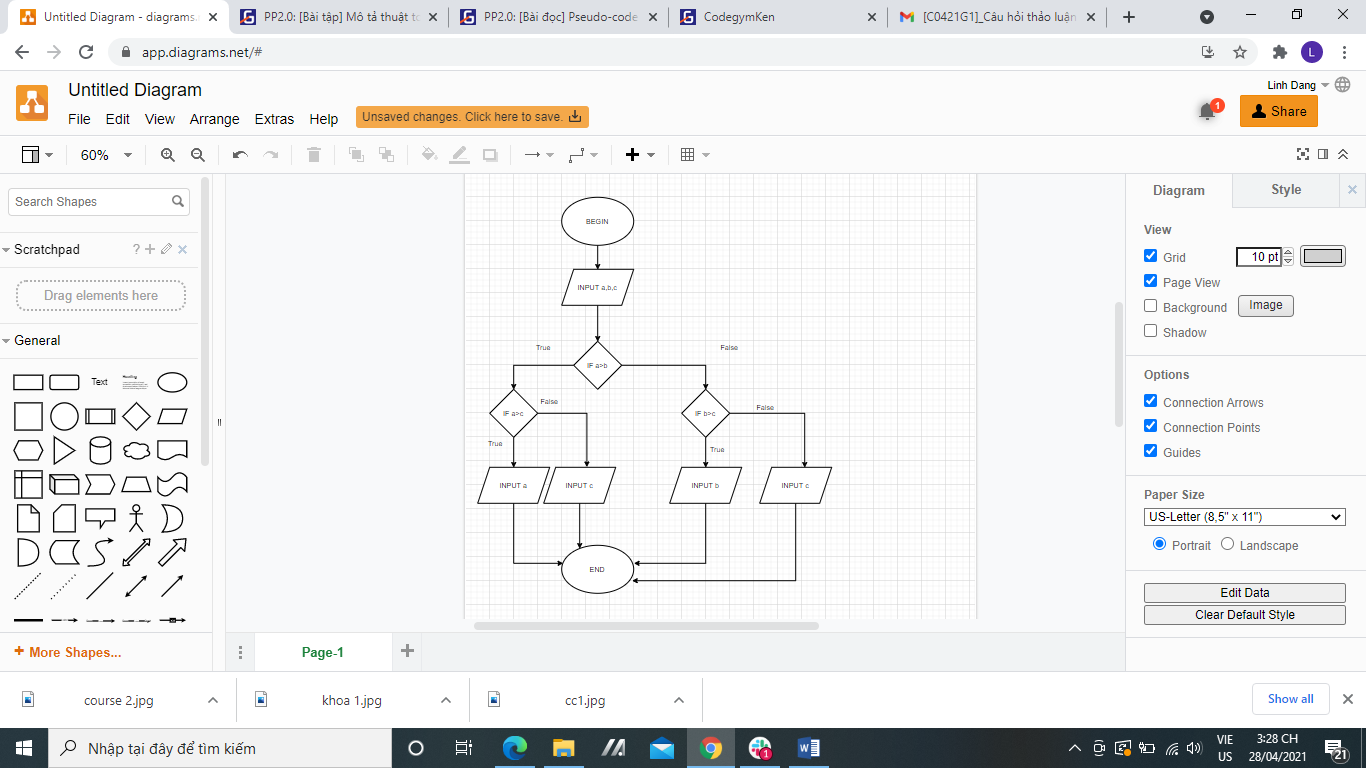 Untitled Diagram - diagrams.
PP2.0: [Bài tập] Mô tả thuật to
PP2.0: [Bài đọc] Pseudo-code
CodegymKen
[C0421G1]_Câu hỏi thảo luận
app.diagrams.net/#
L
Untitled Diagram
Linh Dang
File Edit View Arrange Extras Help
Unsaved changes. Click here to save.
1
Share
60%
Search Shapes
Scratchpad
?
Drag elements here
General
Text
Heading
More Shapes...
BEGIN
INPUT a,b,c
True
False
IF a>b
IF a>c
False
IF b>c
False
True
True
INPUT a
INPUT c
INPUT b
INPUT c
END
Page-1
Diagram
Style
View
Grid
10 pt
Page View
Background
Image
Shadow
Options
Connection Arrows
Connection Points
Guides
Paper Size
US-Letter (8,5" x 11")
Portrait
Landscape
Edit Data
Clear Default Style
course 2.jpg
khoa 1.jpg
cc1.jpg
Show all
Nhập tại đây để tìm kiếm
1
VIE
US
3:28 CH
28/04/2021
21